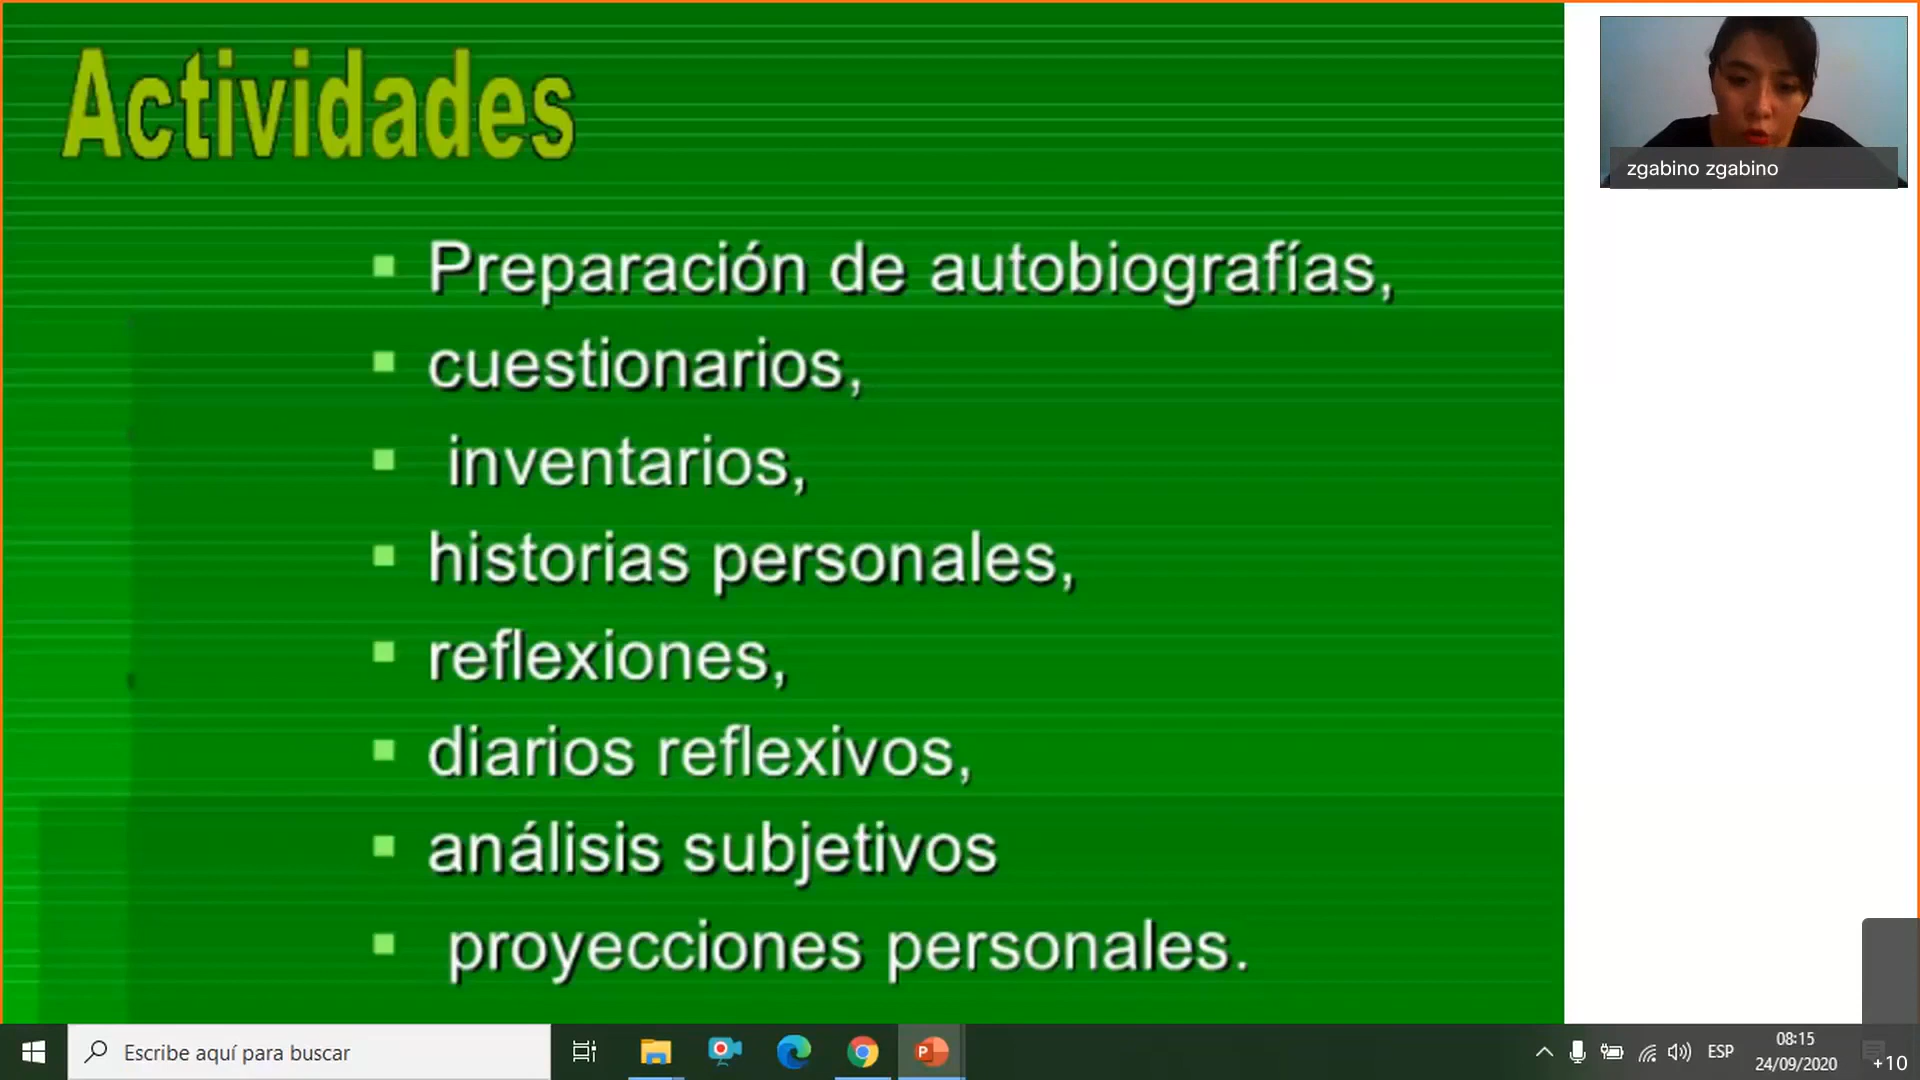 Actividades
zgabino zgabino
Preparación de autobiografías,
cuestionarios,
inventarios,
historias personales,
reflexiones,
diarios reflexivos,
análisis subjetivos
proyecciones personales.
Escribe aquí para buscar
ESP
08:15
24/09/2020
+10